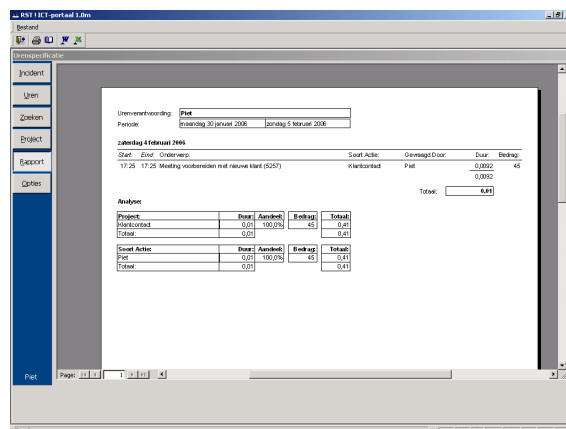 RST ! ICT-portaal 1.0m
Bestand
Urenspecificatie
Incident
Uren
Zoeken
Project
Rapport
Opties
Piet
Urenverantwoording: Piet
Periode: maandag 30 januari 2006 zondag 5 februari 2006
zaterdag 4 februari 2006
Start: Eind: Onderwerp: Soort Actie: Gevraagd Door: Duur: Bedrag:
17:25 17:25 Meeting voorbereiden met nieuwe klant (5257) Klantcontact Piet 0,0092 45
0,0092
Totaal: 0,01
Analyse:
Project: Duur: Aandeel: Bedrag: Totaal:
Klantcontact 0,01 100,0% 45 0,41
Totaal: 0,01 0,41
Soort Actie: Duur: Aandeel: Bedrag: Totaal:
Piet 0,01 100,0% 45 0,41
Totaal: 0,01 0,41
Page: 1